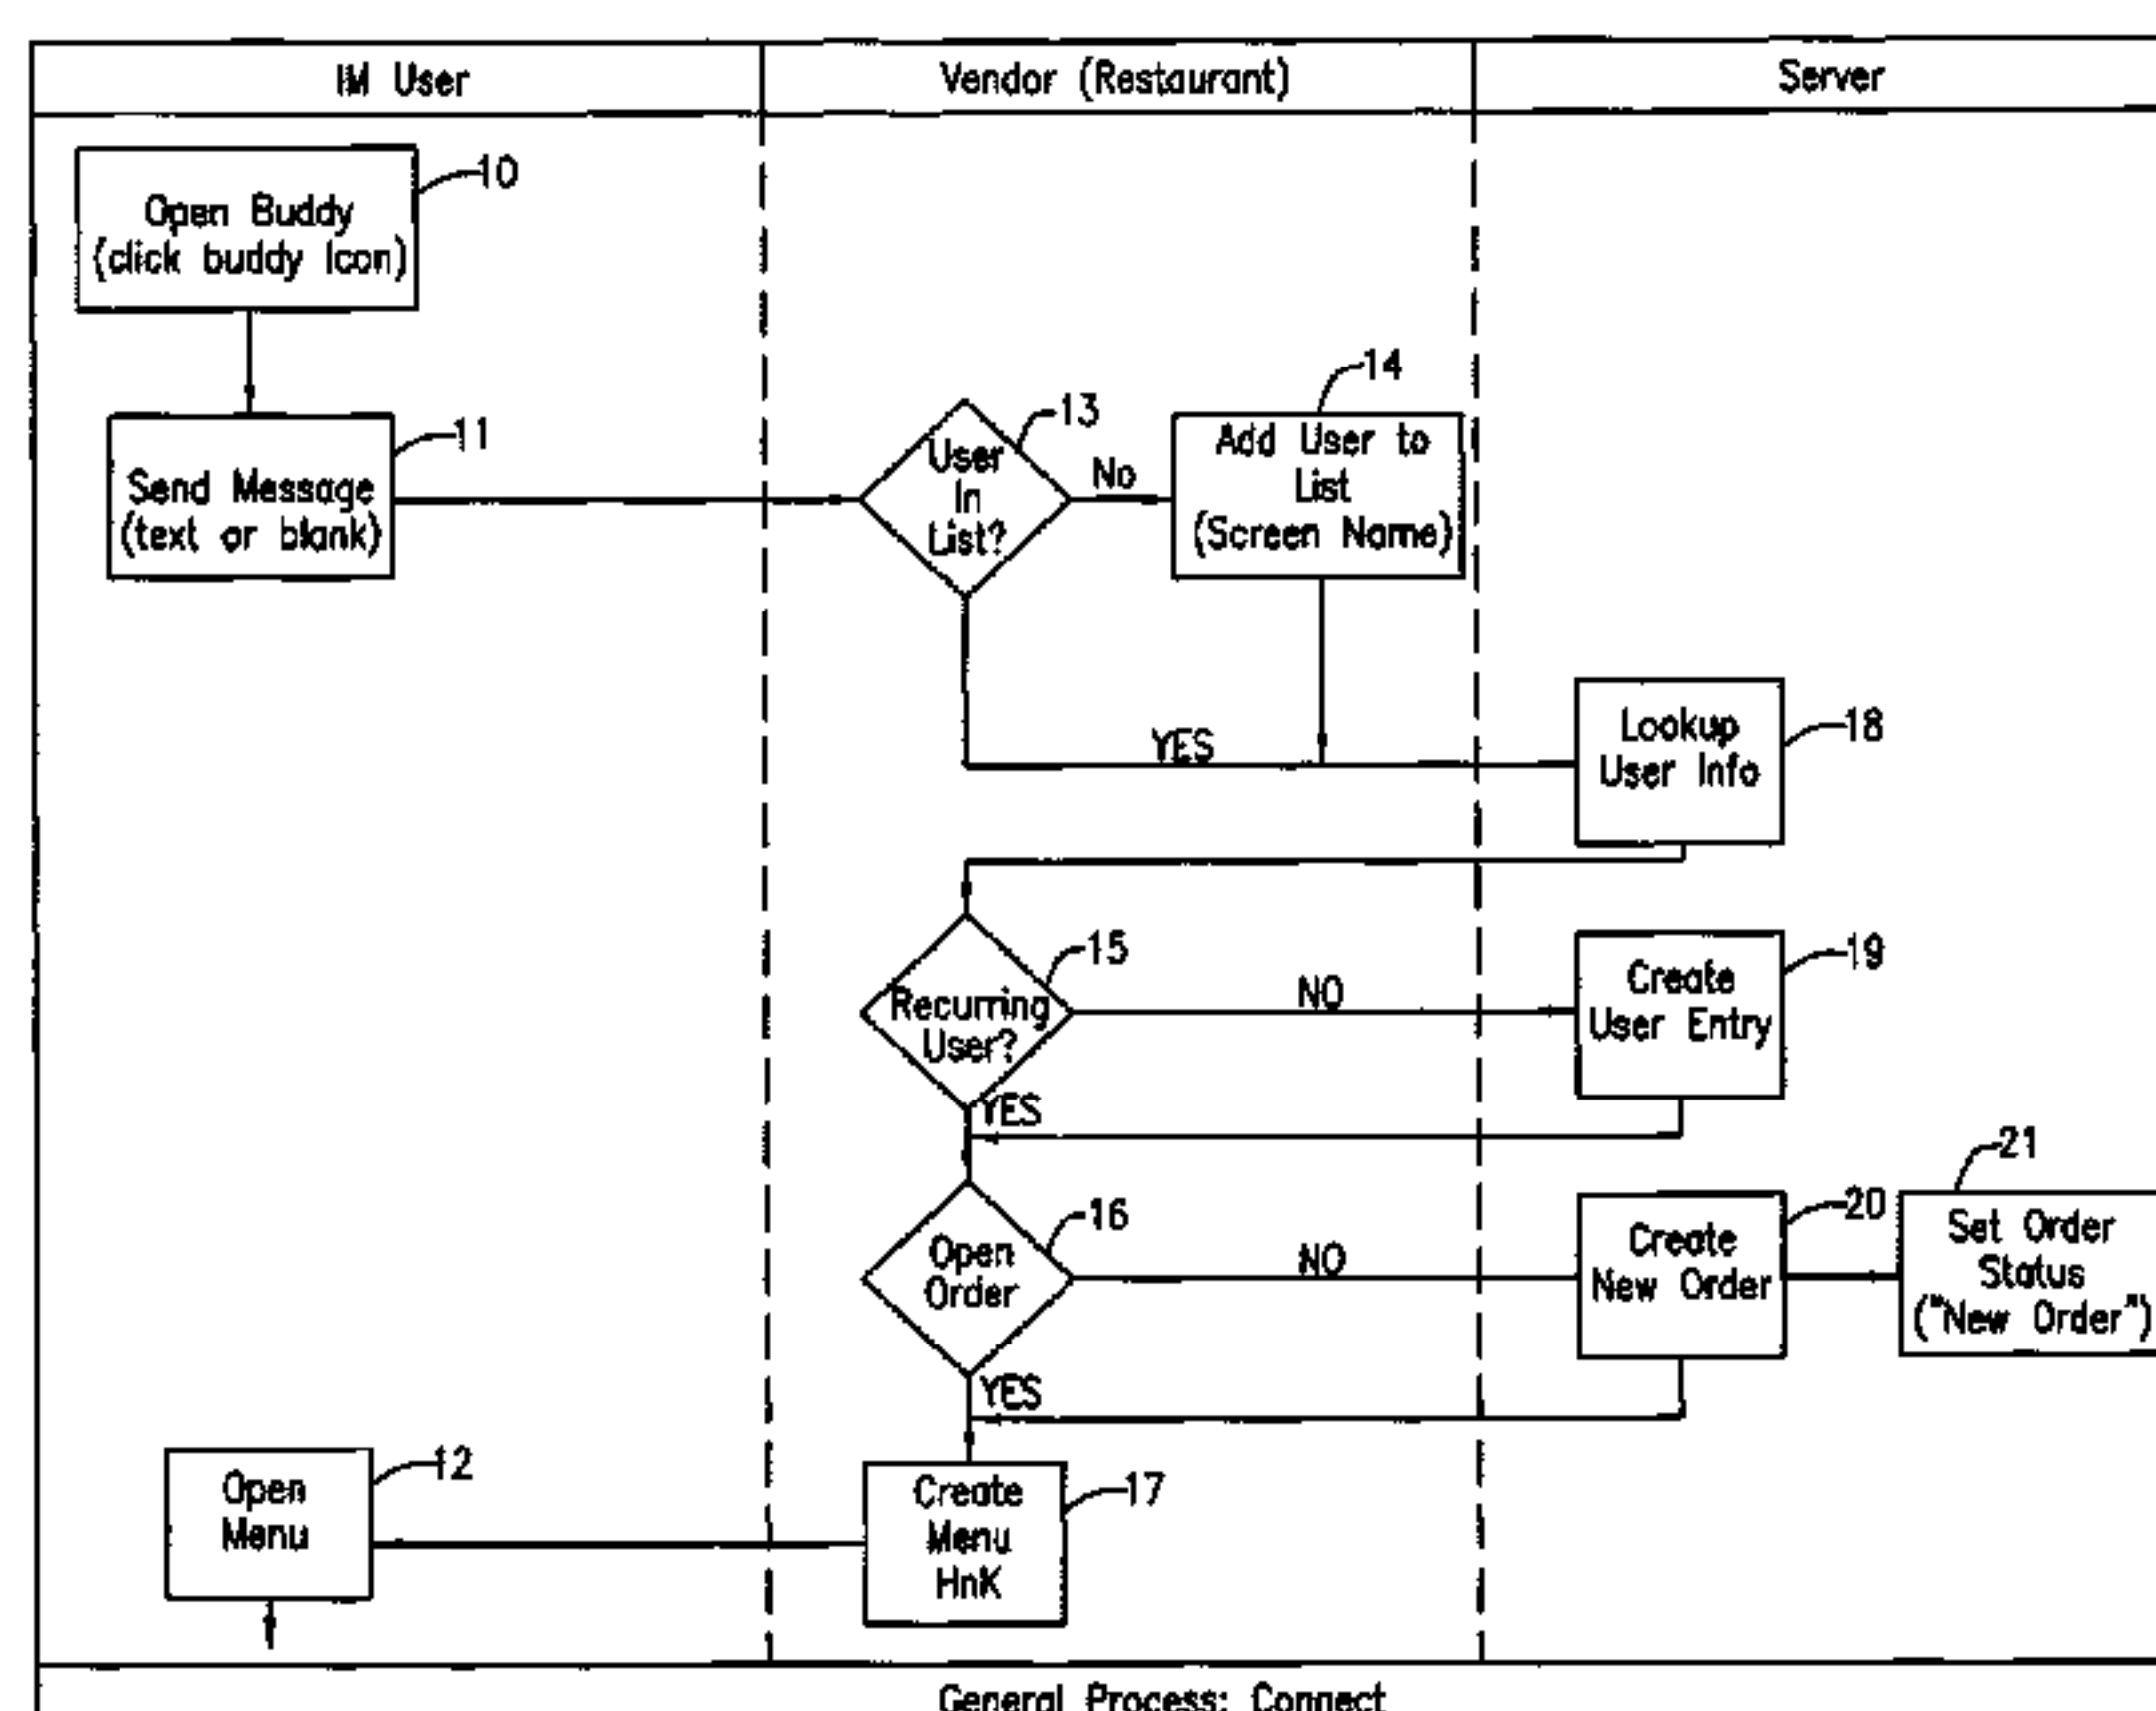 IM User
Vendor (Restaurant)
Server
10
Open Buddy
(click buddy Icon)
11
Send Message
(text or blank)
13
User
In
List?
No
14
Add User to
List
(Screen Name)
YES
18
Lookup
User Info
15
Recurring
User?
NO
19
Create
User Entry
YES
16
Open
Order
NO
20
Create
New Order
21
Set Order
Status
("New Order")
YES
12
Open
Menu
17
Create
Menu
HnK
General Process: Connect